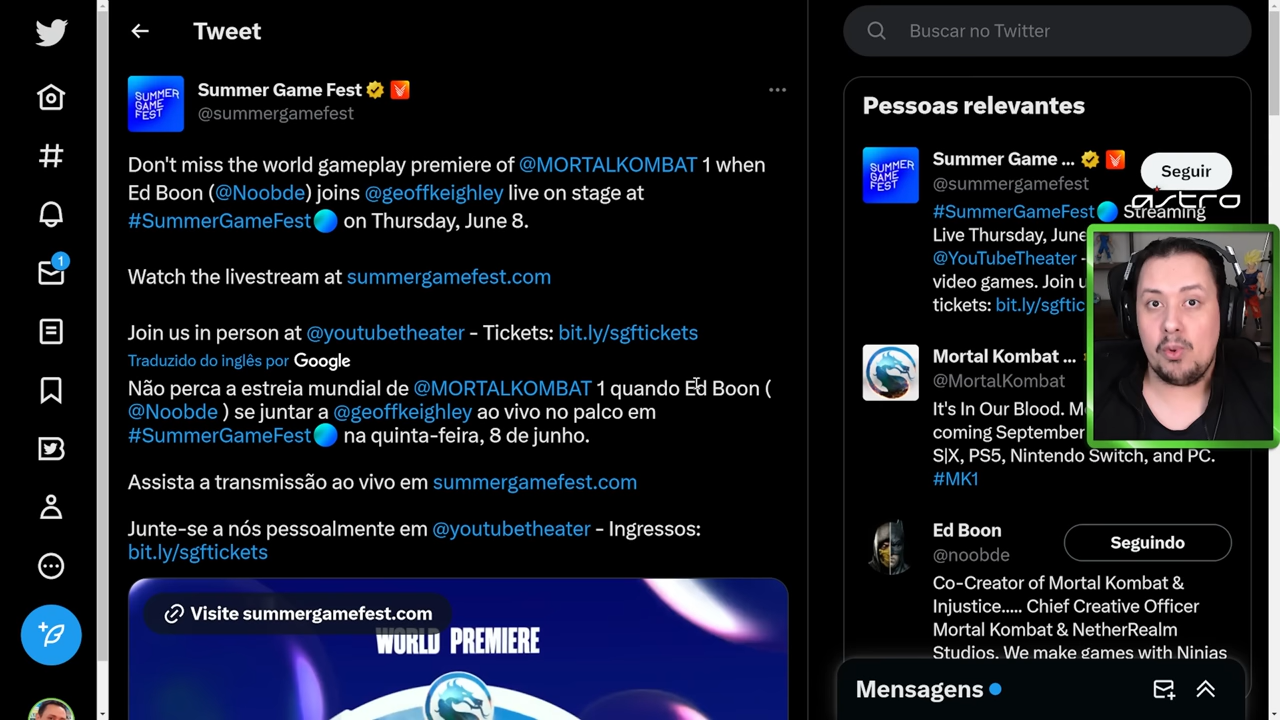 Tweet
SUMMER
GAME
FEST
Summer Game Fest
@summergamefest
Don't miss the world gameplay premiere of @MORTALKOMBAT 1 when
Ed Boon (@Noobde) joins @geoffkeighley live on stage at
#SummerGameFest on Thursday, June 8.
Watch the livestream at summergamefest.com
Join us in person at @youtubetheater - Tickets: bit.ly/sgftickets
Traduzido do inglês por Google
Não perca a estreia mundial de @MORTALKOMBAT 1 quando Ed Boon (
@Noobde ) se juntar a @geoffkeighley ao vivo no palco em
#SummerGameFest na quinta-feira, 8 de junho.
Assista a transmissão ao vivo em summergamefest.com
Junte-se a nós pessoalmente em @youtubetheater - Ingressos:
bit.ly/sgftickets
Visite summergamefest.com
WORLD PREMIERE
1
Buscar no Twitter
Pessoas relevantes
SUMMER
GAME
FEST
Summer Game ...
@summergamefest
Seguir
astro
#SummerGameFest Streaming
Live Thursday, June
@YouTubeTheater -
video games. Join u
tickets: bit.ly/sgftic
Mortal Kombat ...
@MortalKombat
It's In Our Blood. M
coming September
S|X, PS5, Nintendo Switch, and PC.
#MK1
Ed Boon
@noobde
Seguindo
Co-Creator of Mortal Kombat &
Injustice..... Chief Creative Officer
Mortal Kombat & NetherRealm
Studios. We make games with Ninjas
Mensagens